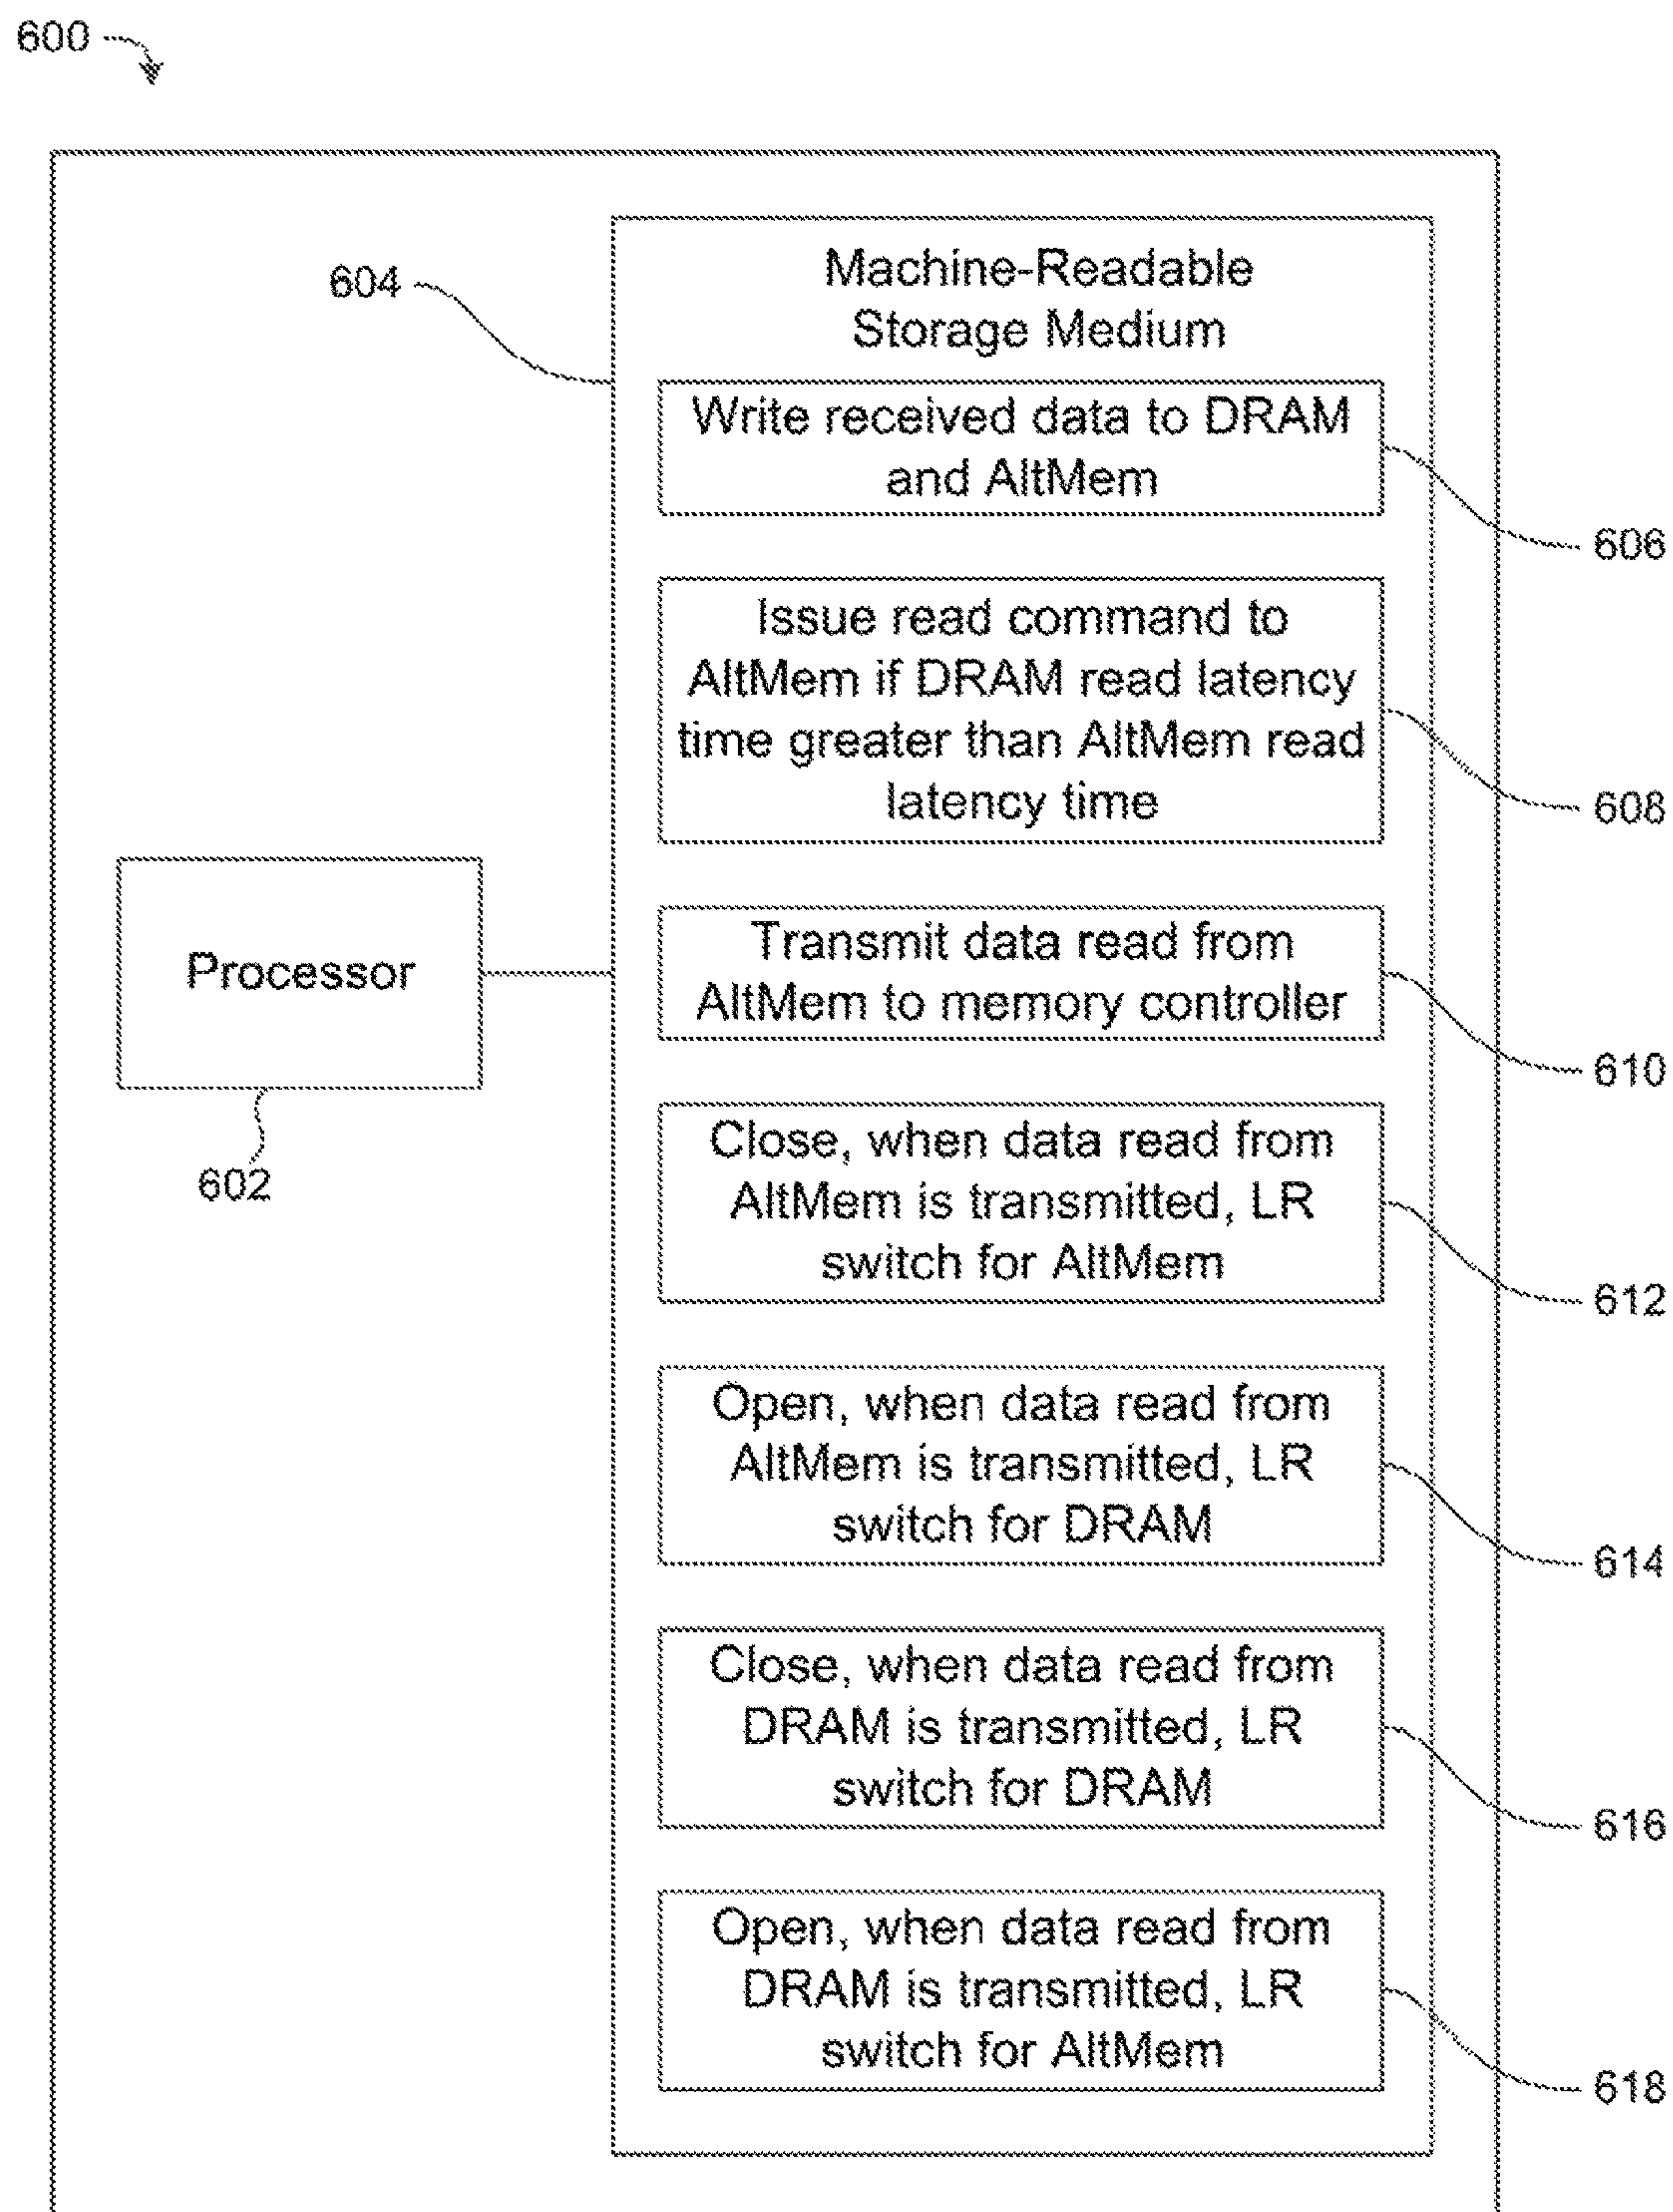 600
604
Machine-Readable
Storage Medium
Write received data to DRAM
and AltMem
606
Issue read command to
AltMem if DRAM read latency
time greater than AltMem read
latency time
608
Processor
602
Transmit data read from
AltMem to memory controller
610
Close, when data read from
AltMem is transmitted, LR
switch for AltMem
612
Open, when data read from
AltMem is transmitted, LR
switch for DRAM
614
Close, when data read from
DRAM is transmitted, LR
switch for DRAM
616
Open, when data read from
DRAM is transmitted, LR
switch for AltMem
618